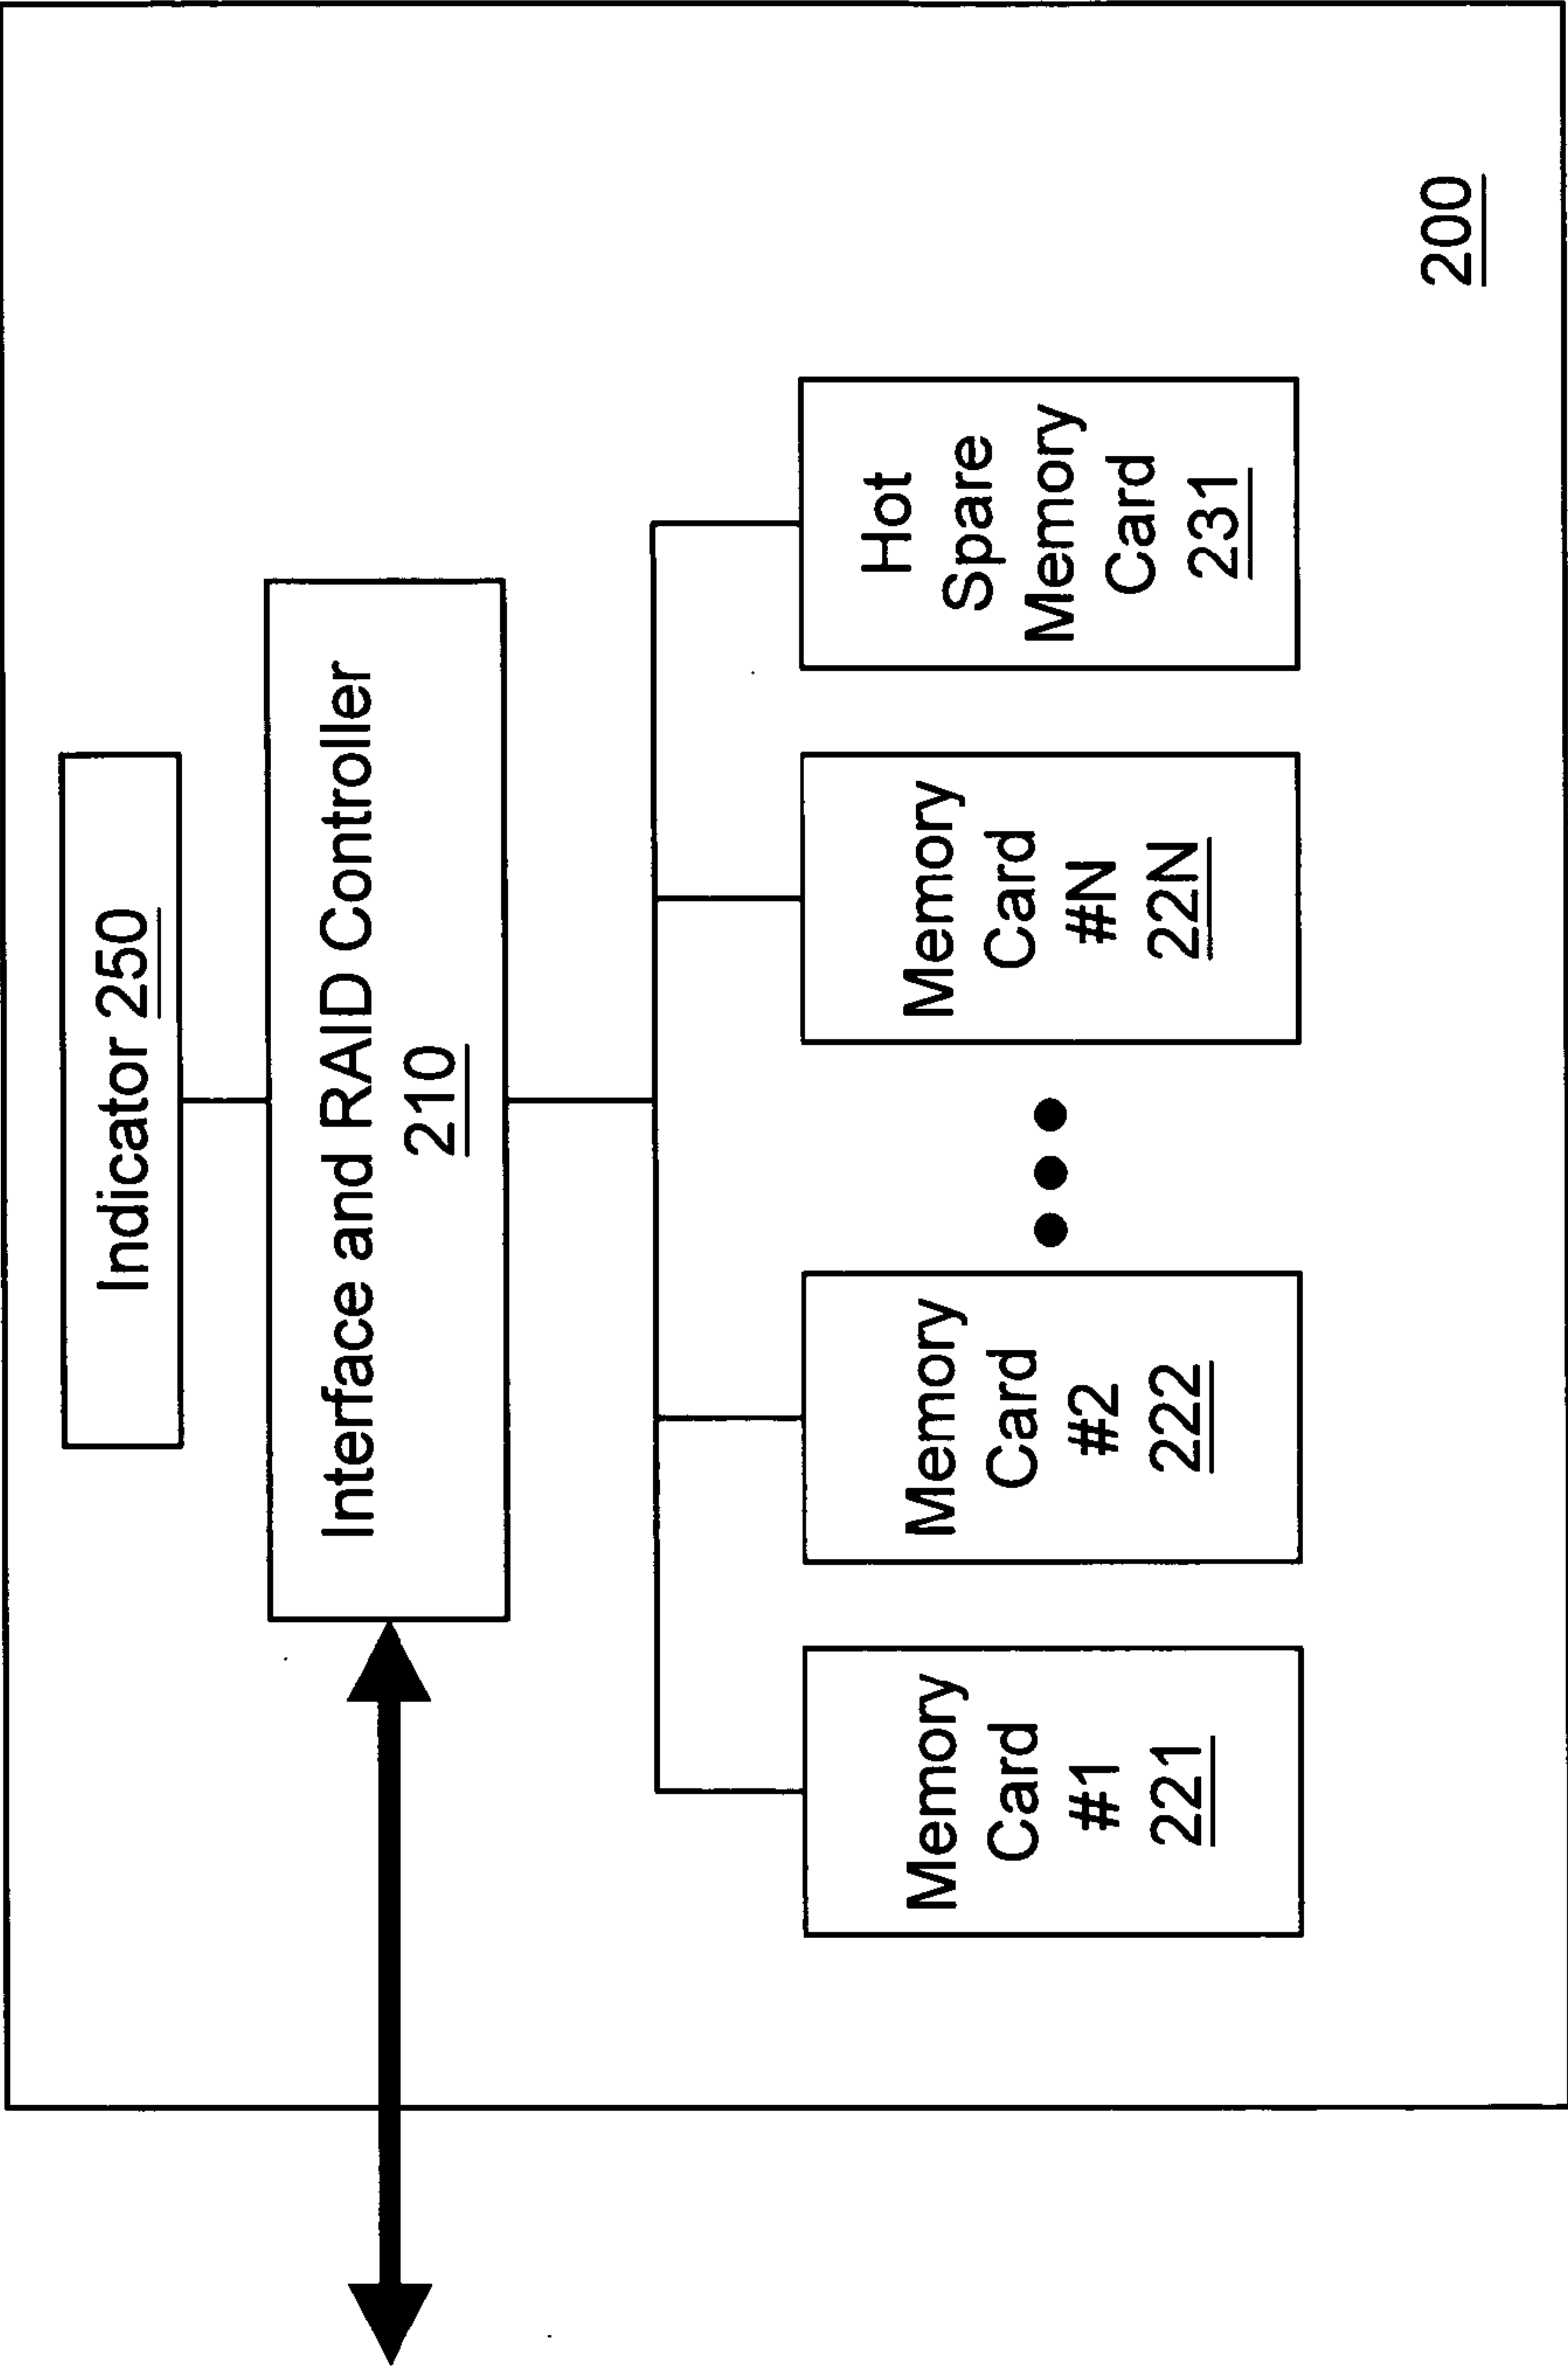 Indicator 250
Interface and RAID Controller
210
Memory
Card
#1
221
Memory
Card
#2
222
Memory
Card
#N
22N
Hot
Spare
Memory
Card
231
200